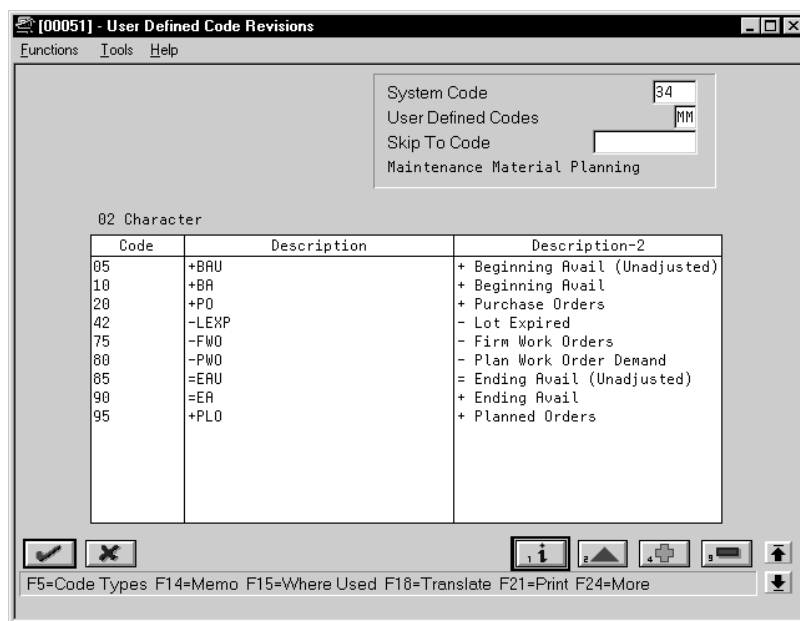 [00051] - User Defined Code Revisions
Functions Tools Help
System Code 34
User Defined Codes MM
Skip To Code
Maintenance Material Planning
02 Character
Code Description Description-2
05 +BAU + Beginning Avail (Unadjusted)
10 +BA + Beginning Avail
20 +PO + Purchase Orders
42 -LEXP - Lot Expired
75 -FWO - Firm Work Orders
80 -PWO - Plan Work Order Demand
85 =EAU = Ending Avail (Unadjusted)
90 =EA + Ending Avail
95 +PLO + Planned Orders
1 i 2 4 9
F5=Code Types F14=Memo F15=Where Used F18=Translate F21=Print F24=More